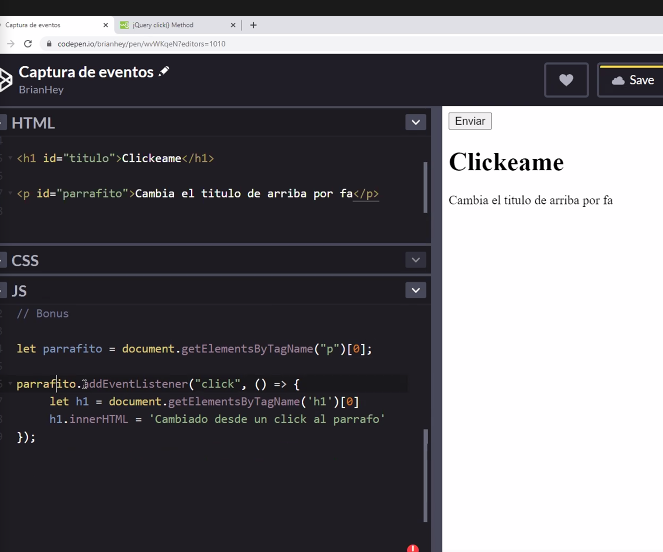 Captura de eventos
jQuery click() Method
codepen.io/brianhey/pen/wvWKqeN?editors=1010
Captura de eventos
BrianHey
Save
HTML
<h1 id="titulo">Clickeame</h1>
<p id="parrafito">Cambia el titulo de arriba por fa</p>
CSS
JS
// Bonus
let parrafito = document.getElementsByTagName("p")[0];
parrafito.addEventListener("click", () => {
let h1 = document.getElementsByTagName('h1')[0]
h1.innerHTML = 'Cambiado desde un click al parrafo'
});
Enviar
Clickeame
Cambia el titulo de arriba por fa